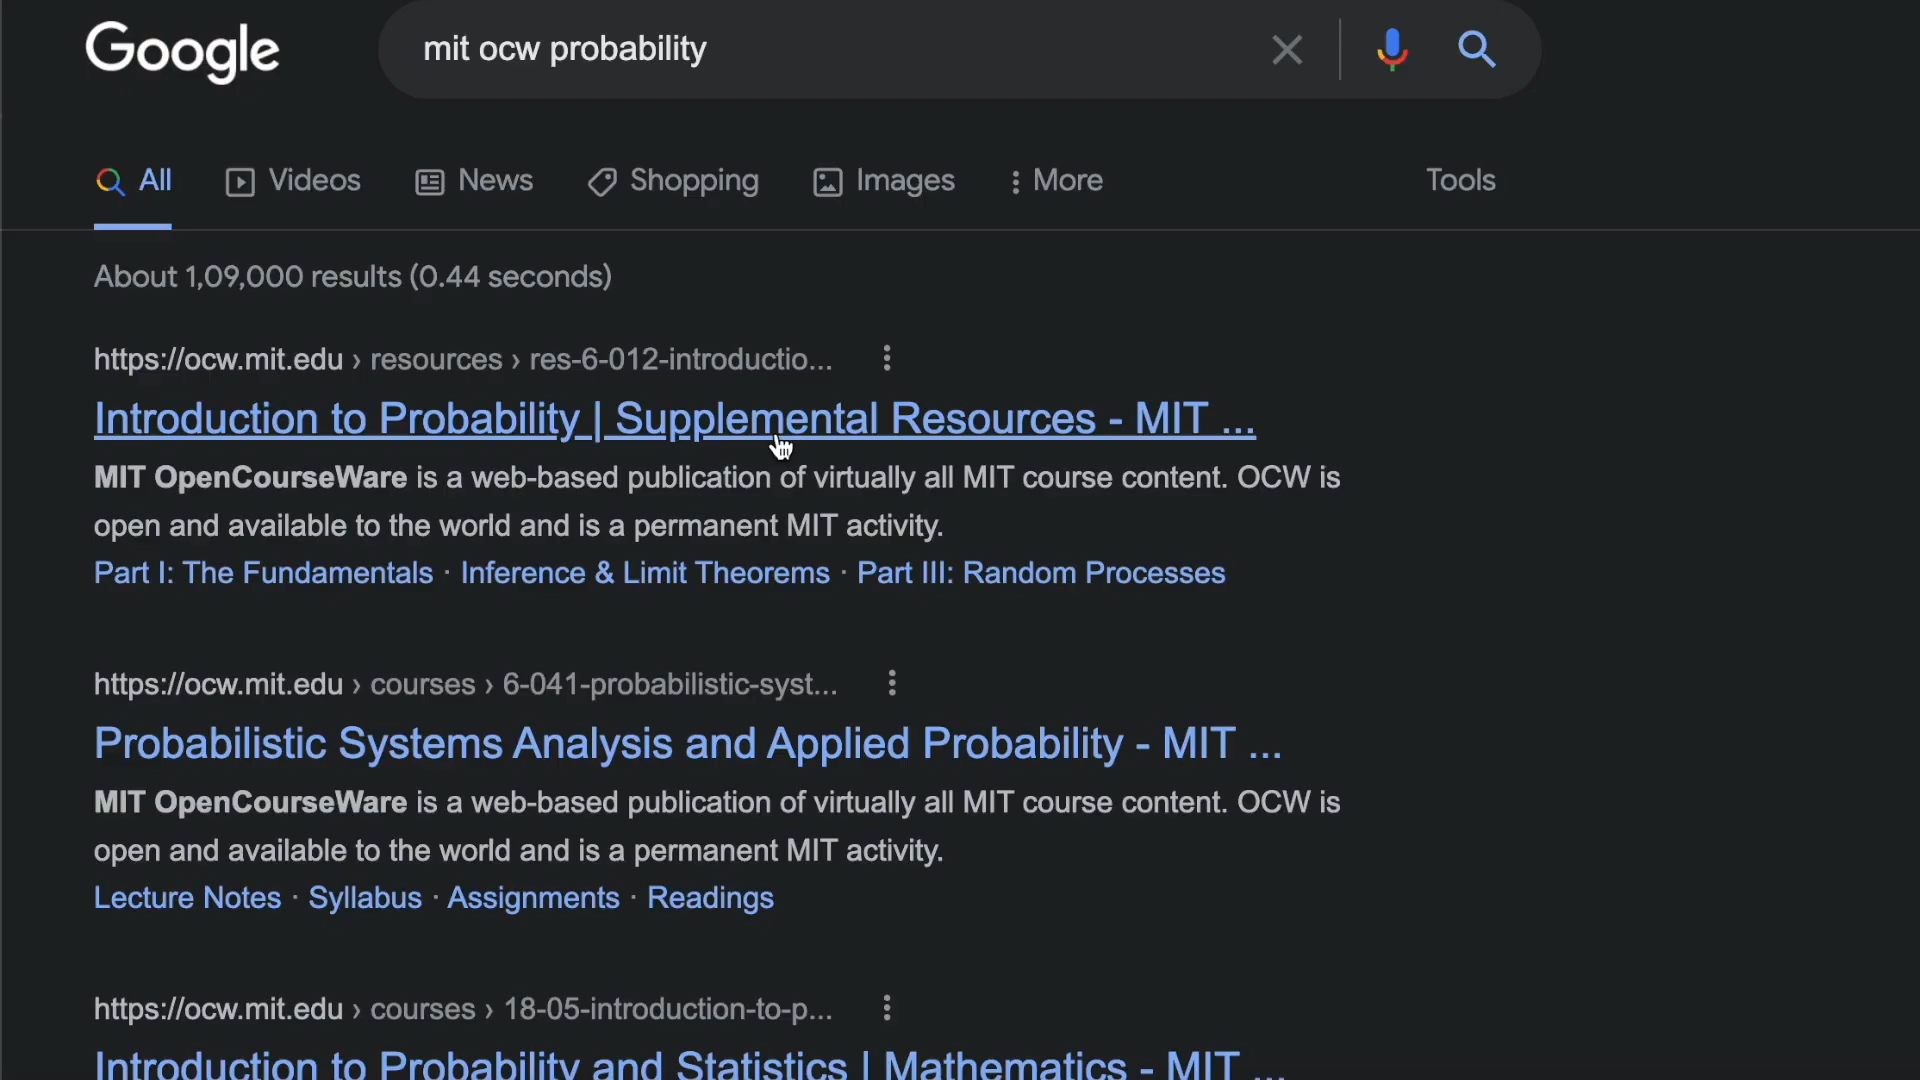 Google
mit ocw probability
All Videos News Shopping Images More Tools
About 1,09,000 results (0.44 seconds)
https://ocw.mit.edu › resources › res-6-012-introductio...
Introduction to Probability | Supplemental Resources - MIT ...
MIT OpenCourseWare is a web-based publication of virtually all MIT course content. OCW is
open and available to the world and is a permanent MIT activity.
Part I: The Fundamentals · Inference & Limit Theorems · Part III: Random Processes
https://ocw.mit.edu › courses › 6-041-probabilistic-syst...
Probabilistic Systems Analysis and Applied Probability - MIT ...
MIT OpenCourseWare is a web-based publication of virtually all MIT course content. OCW is
open and available to the world and is a permanent MIT activity.
Lecture Notes · Syllabus · Assignments · Readings
https://ocw.mit.edu › courses › 18-05-introduction-to-p...
Introduction to Probability and Statistics | Mathematics - MIT ...